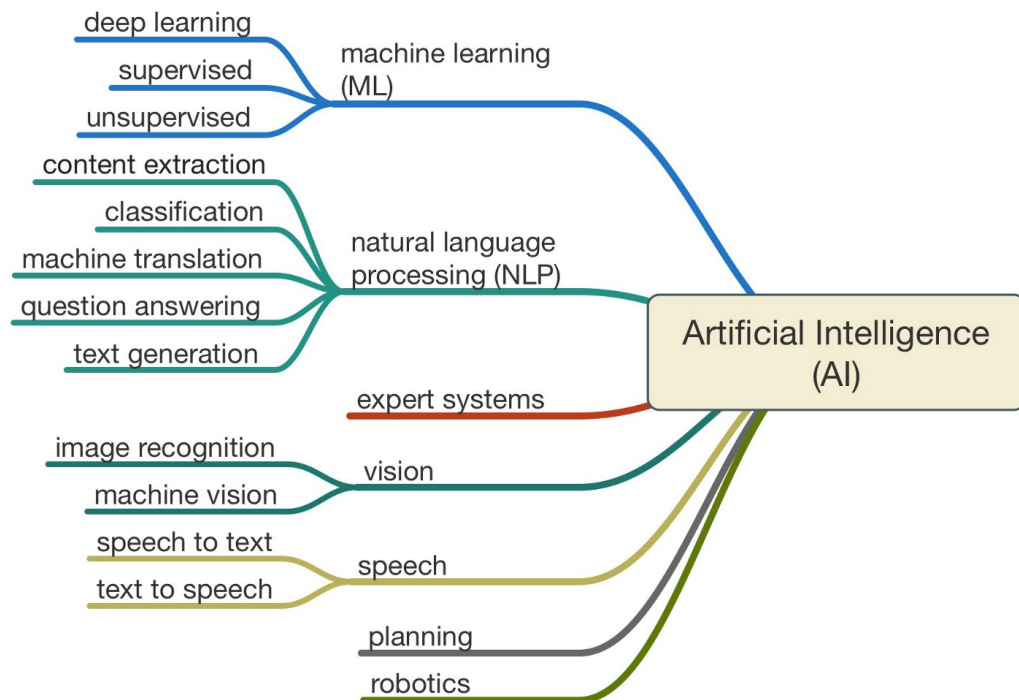 deep learning
supervised
unsupervised
machine learning
(ML)
content extraction
classification
machine translation
question answering
text generation
natural language
processing (NLP)
expert systems
image recognition
machine vision
vision
speech to text
text to speech
speech
planning
robotics
Artificial Intelligence
(AI)